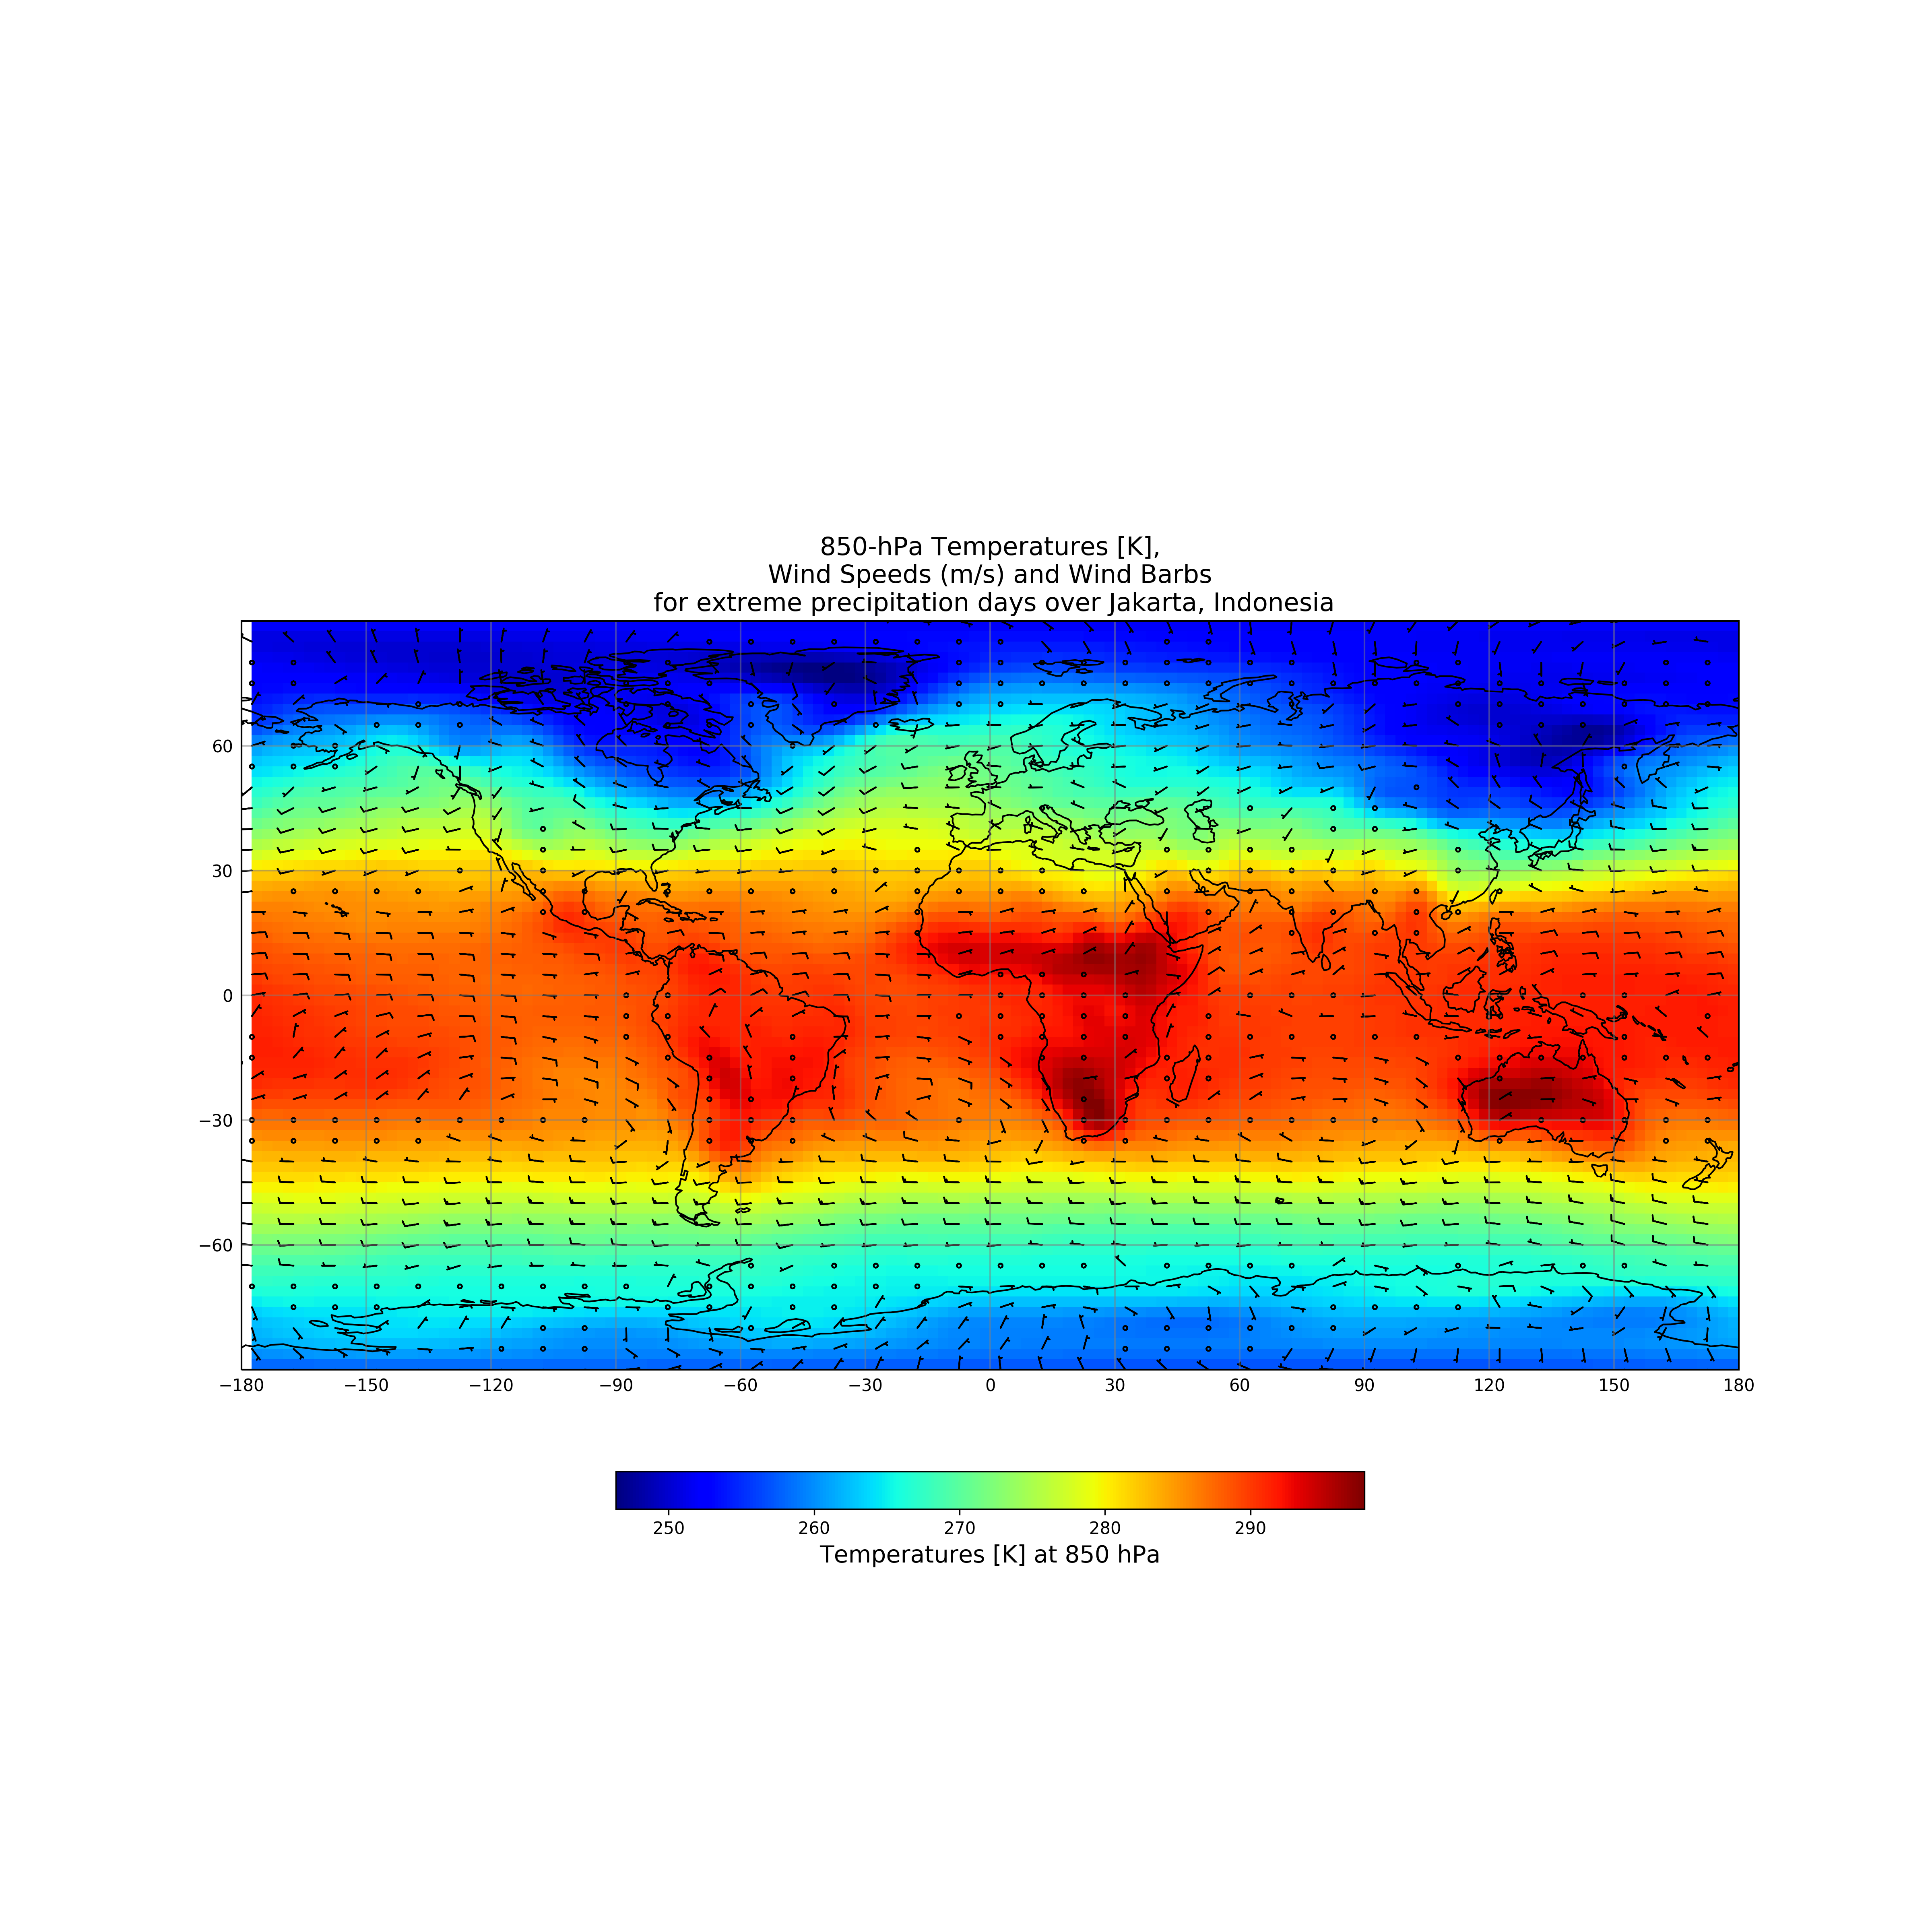 850-hPa Temperatures [K],
Wind Speeds (m/s) and Wind Barbs
for extreme precipitation days over Jakarta, Indonesia
60
30
0
−30
−60
−180 −150 −120 −90 −60 −30 0 30 60 90 120 150 180
250 260 270 280 290
Temperatures [K] at 850 hPa